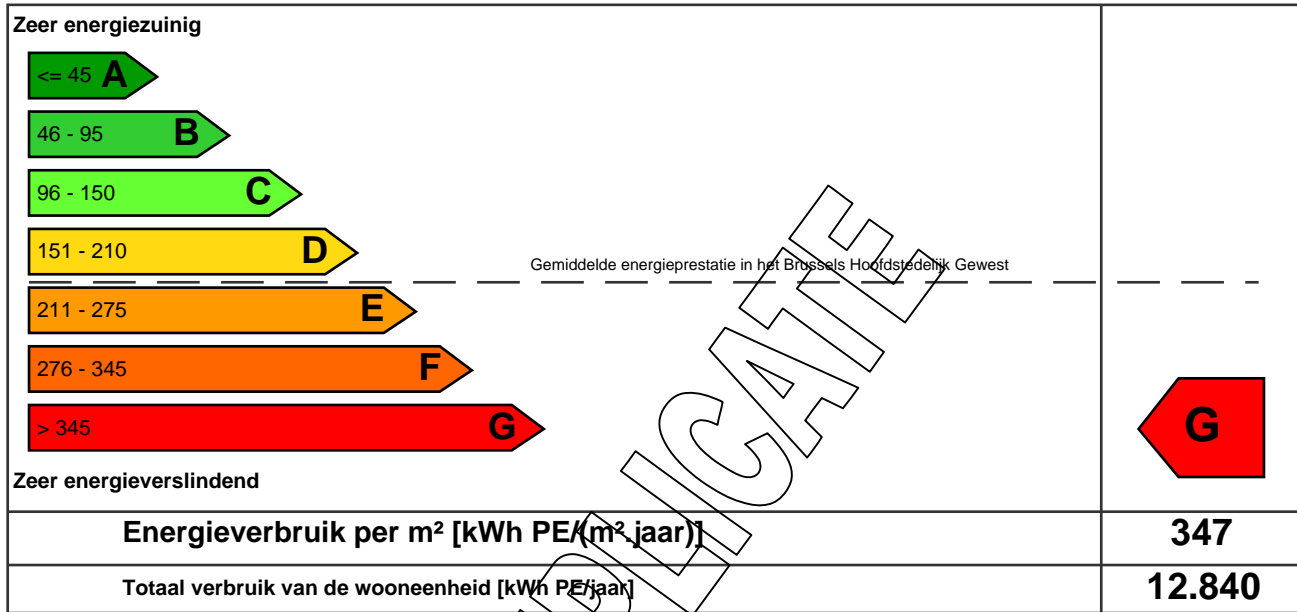 Zeer energiezuinig
<= 45 A
46 - 95 B
96 - 150 C
151 - 210 D
Gemiddelde energieprestatie in het Brussels Hoofdstedelijk Gewest
211 - 275 E
276 - 345 F
> 345 G
G
Zeer energieverslindend
Energieverbruik per m² [kWh PE/(m².jaar)] 347
Totaal verbruik van de wooneenheid [kWh PE/jaar] 12.840
PLICATE